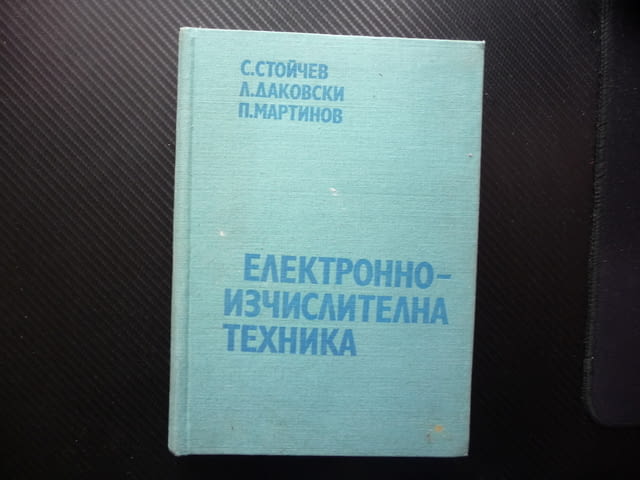 С.СТОЙЧЕВ
Л.ДАКОВСКИ
П.МАРТИНОВ
ЕЛЕКТРОННО-
ИЗЧИСЛИТЕЛНА
ТЕХНИКА